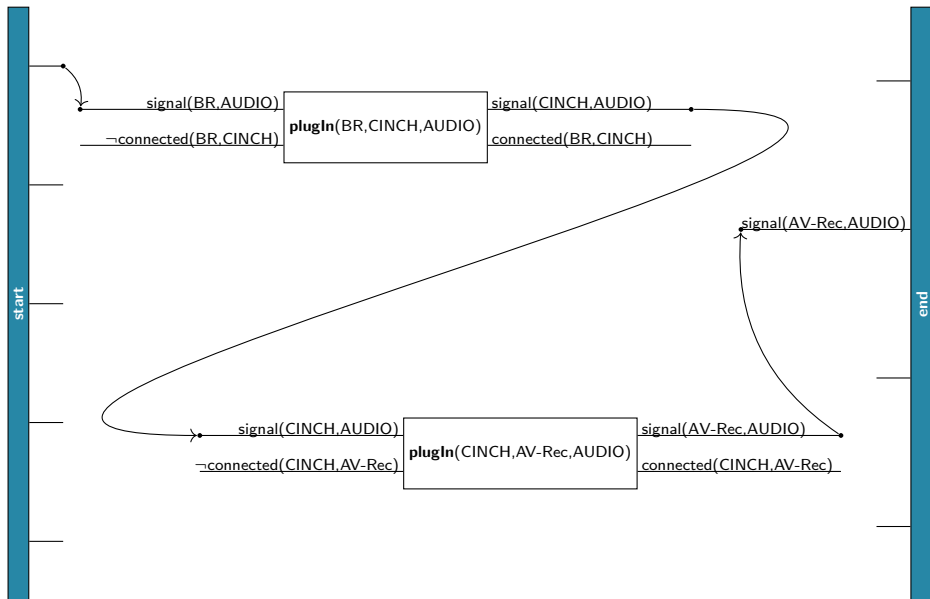 start
signal(BR,AUDIO)
¬connected(BR,CINCH)
plugIn(BR,CINCH,AUDIO)
signal(CINCH,AUDIO)
connected(BR,CINCH)
signal(AV-Rec,AUDIO)
end
signal(CINCH,AUDIO)
¬connected(CINCH,AV-Rec)
plugIn(CINCH,AV-Rec,AUDIO)
signal(AV-Rec,AUDIO)
connected(CINCH,AV-Rec)